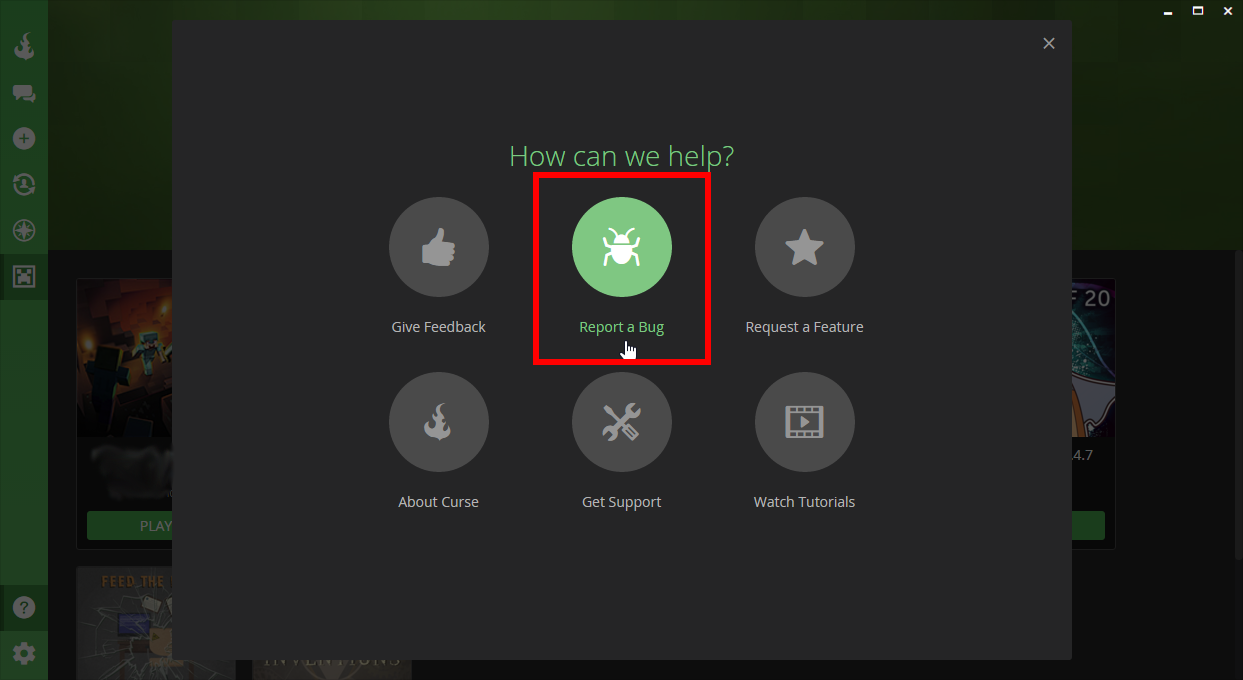 How can we help?
Give Feedback
Report a Bug
Request a Feature
About Curse
Get Support
Watch Tutorials
F 20
.4.7
PLAY
FEED THE
INVENTIONS